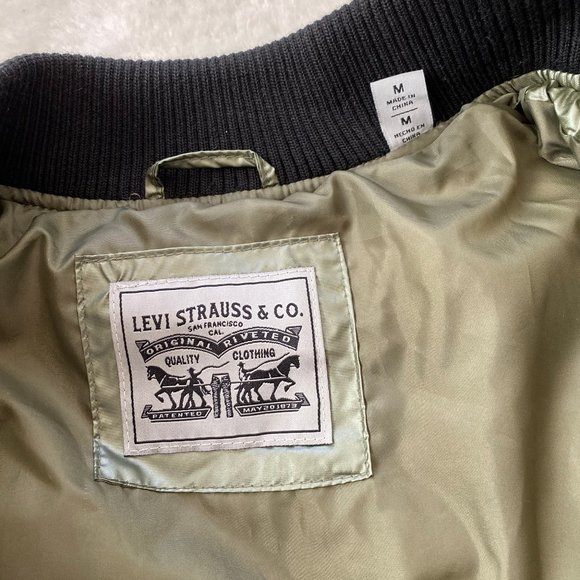 M
MADE IN
CHINA
M
HECHO EN
CHINA
LEVI STRAUSS & CO.
SAN FRANCISCO
CAL.
ORIGINAL RIVETED
QUALITY CLOTHING
PATENTED MAY 20 1873